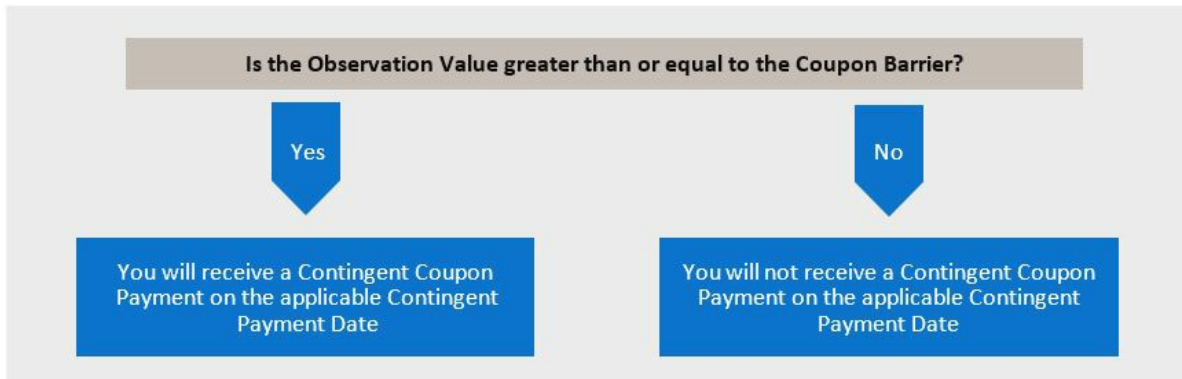 Is the Observation Value greater than or equal to the Coupon Barrier?
Yes
No
You will receive a Contingent Coupon
Payment on the applicable Contingent
Payment Date
You will not receive a Contingent Coupon
Payment on the applicable Contingent
Payment Date